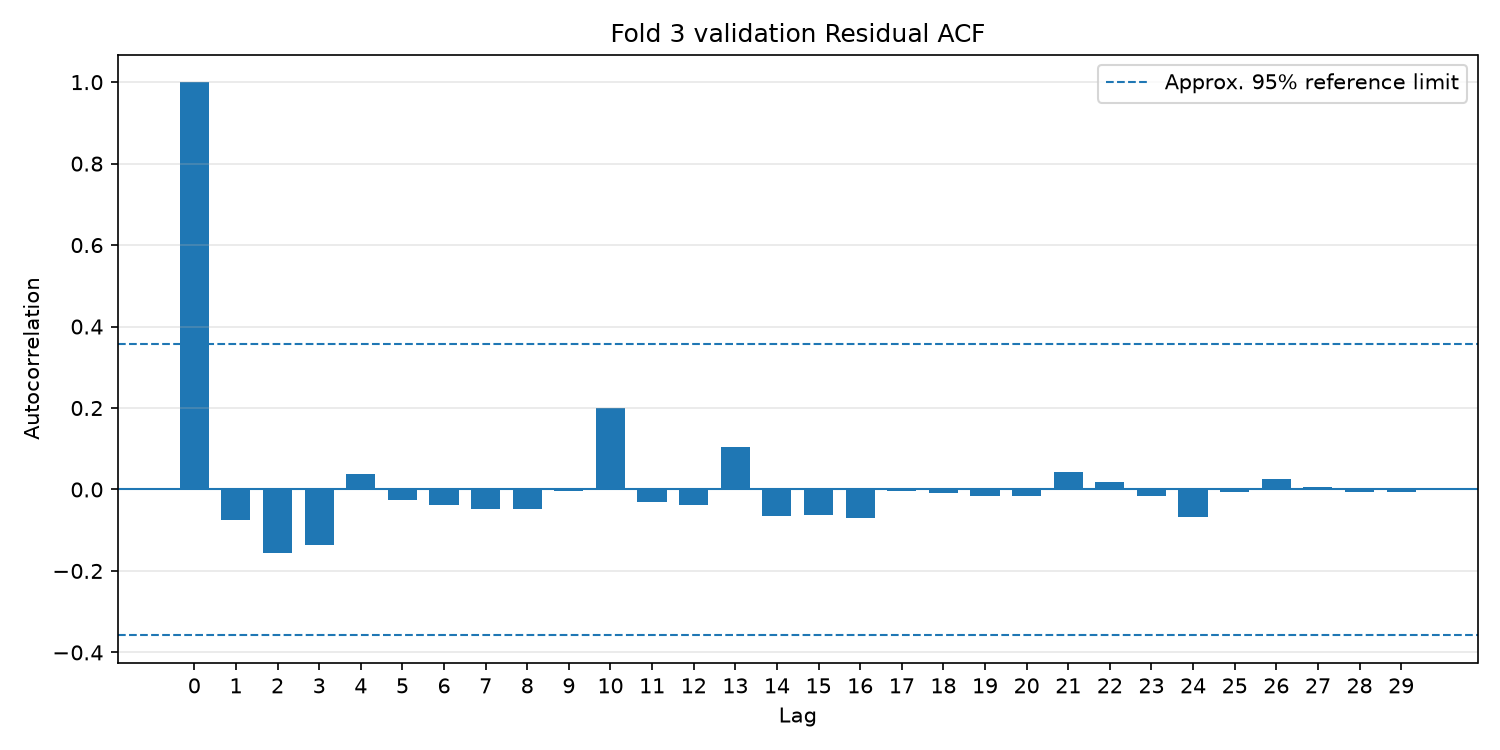 Fold 3 validation Residual ACF
Approx. 95% reference limit
Autocorrelation
1.0
0.8
0.6
0.4
0.2
0.0
−0.2
−0.4
0 1 2 3 4 5 6 7 8 9 10 11 12 13 14 15 16 17 18 19 20 21 22 23 24 25 26 27 28 29
Lag